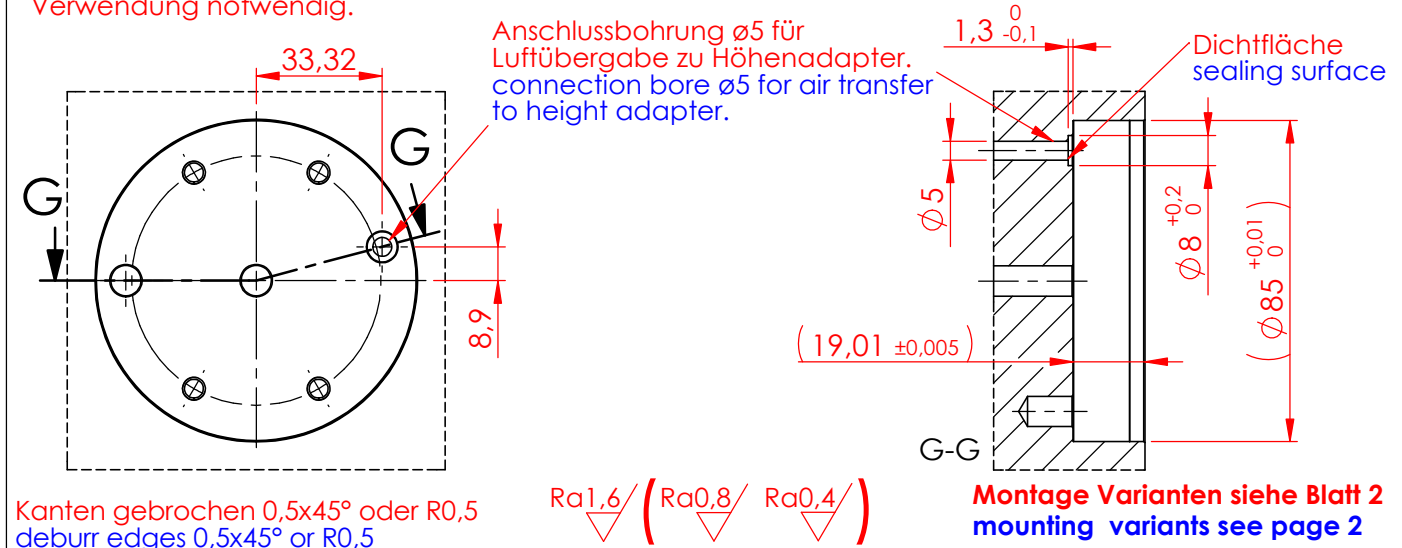 Verwendung notwendig.
33,32
Anschlussbohrung ø5 für
Luftübergabe zu Höhenadapter.
connection bore ø5 for air transfer
to height adapter.
1,3 0 -0,1
Dichtfläche
sealing surface
G
G
8,9
∅5
∅8 +0,2 0
(∅85 +0,01 0)
(19,01 ±0,005)
G-G
Kanten gebrochen 0,5x45° oder R0,5
deburr edges 0,5x45° or R0,5
Ra1,6 (Ra0,8 Ra0,4)
Montage Varianten siehe Blatt 2
mounting variants see page 2